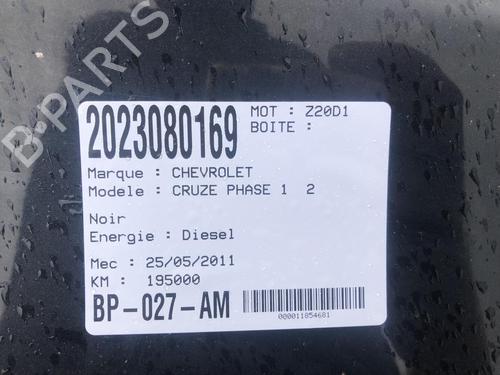 B-PARTS
2023080169
MOT : Z20D1
BOITE :
Marque : CHEVROLET
Modele : CRUZE PHASE 1 2
Noir
Energie : Diesel
Mec : 25/05/2011
KM : 195000
BP-027-AM
000011854681